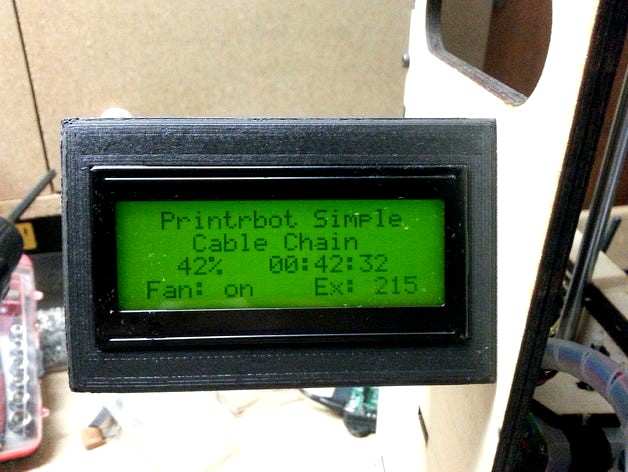 Printrbot Simple
Cable Chain
42% 00:42:32
Fan: on Ex: 215